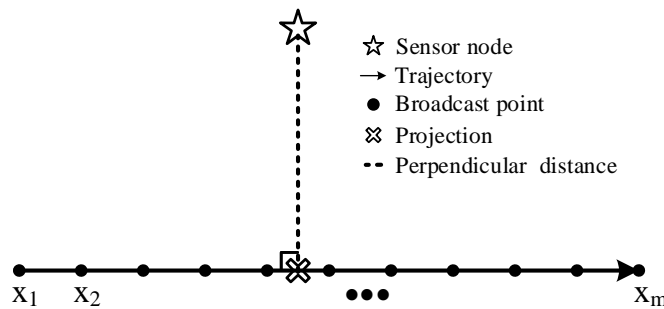 Sensor node
Trajectory
Broadcast point
Projection
Perpendicular distance
x1 x2 ••• xm